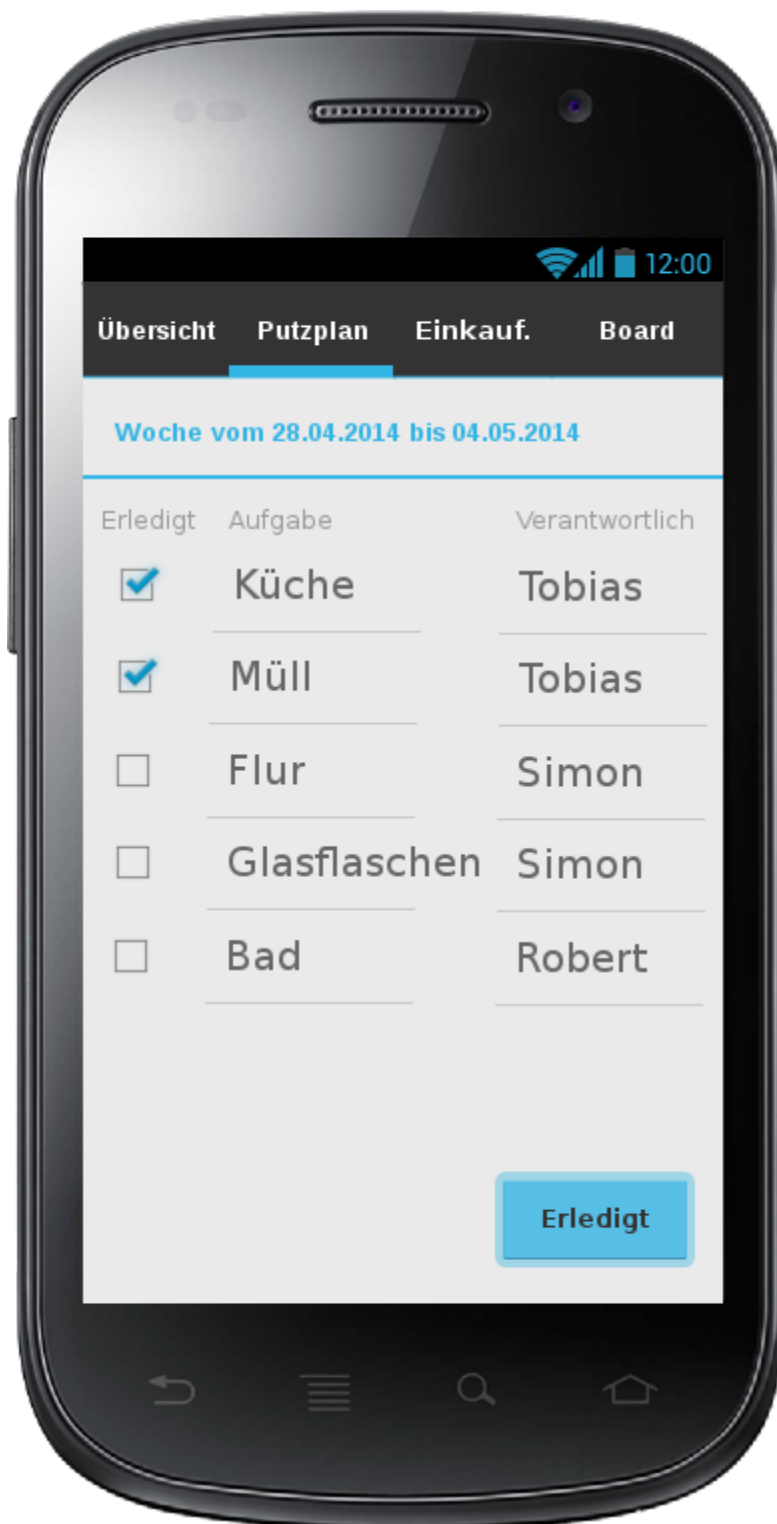 12:00
Übersicht Putzplan Einkauf. Board
Woche vom 28.04.2014 bis 04.05.2014
Erledigt Aufgabe Verantwortlich
Küche Tobias
Müll Tobias
Flur Simon
Glasflaschen Simon
Bad Robert
Erledigt